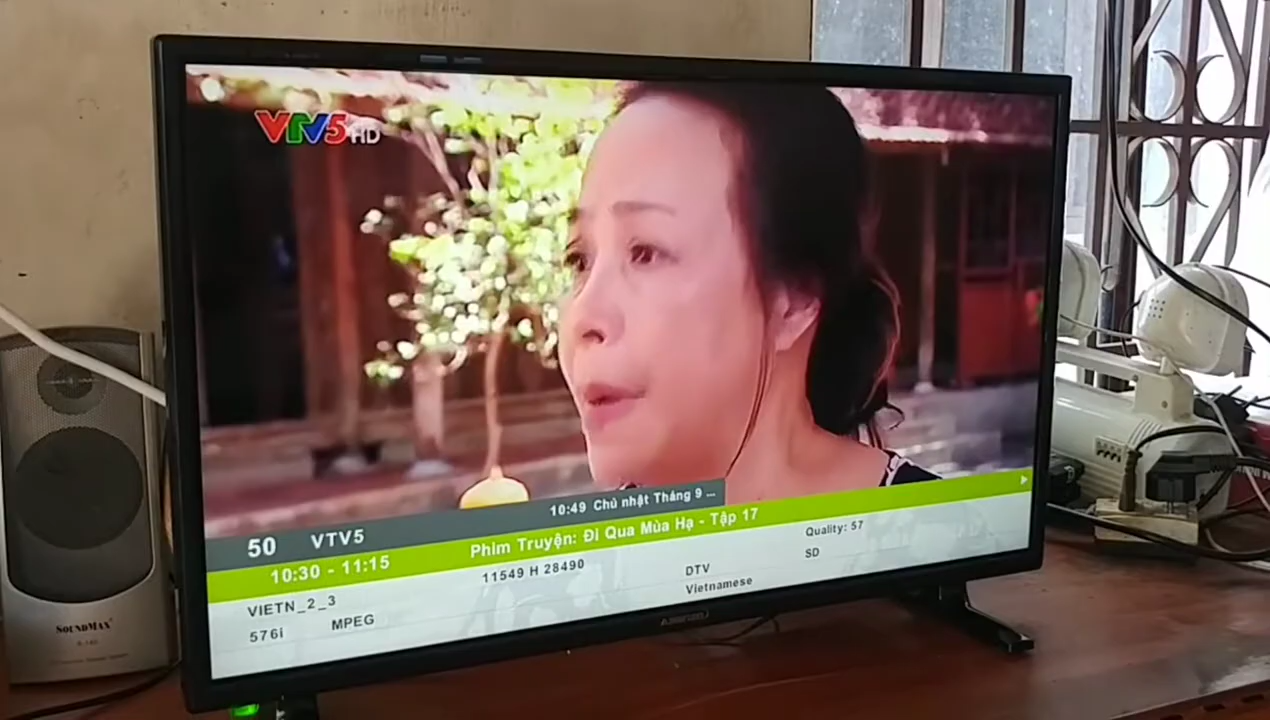 VTV5 HD
10:49 Chủ nhật Tháng 9 ...
50 VTV5
10:30 - 11:15 Phim Truyện: Đi Qua Mùa Hạ - Tập 17
VIETN_2_3 11549 H 28490 DTV Quality: 57
576i MPEG Vietnamese SD
SOUNDMAX